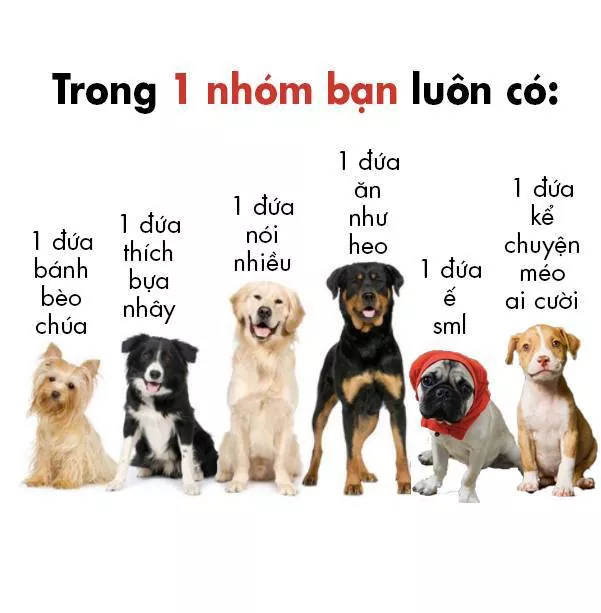 Trong 1 nhóm bạn luôn có:
1 đứa
bánh
bèo
chúa
1 đứa
thích
bựa
nhây
1 đứa
nói
nhiều
1 đứa
ăn
như
heo
1 đứa
ế
sml
1 đứa
kể
chuyện
méo
ai cười